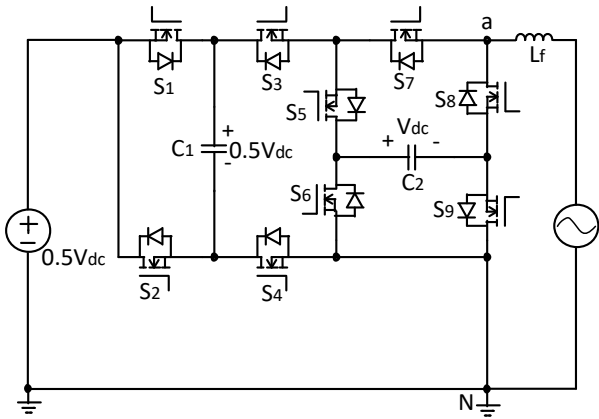 a
S1
S3
S7
Lf
S5
S8
Vdc
+ -
C1
+
0.5Vdc
-
C2
S6
S9
+
-
0.5Vdc
S2
S4
N